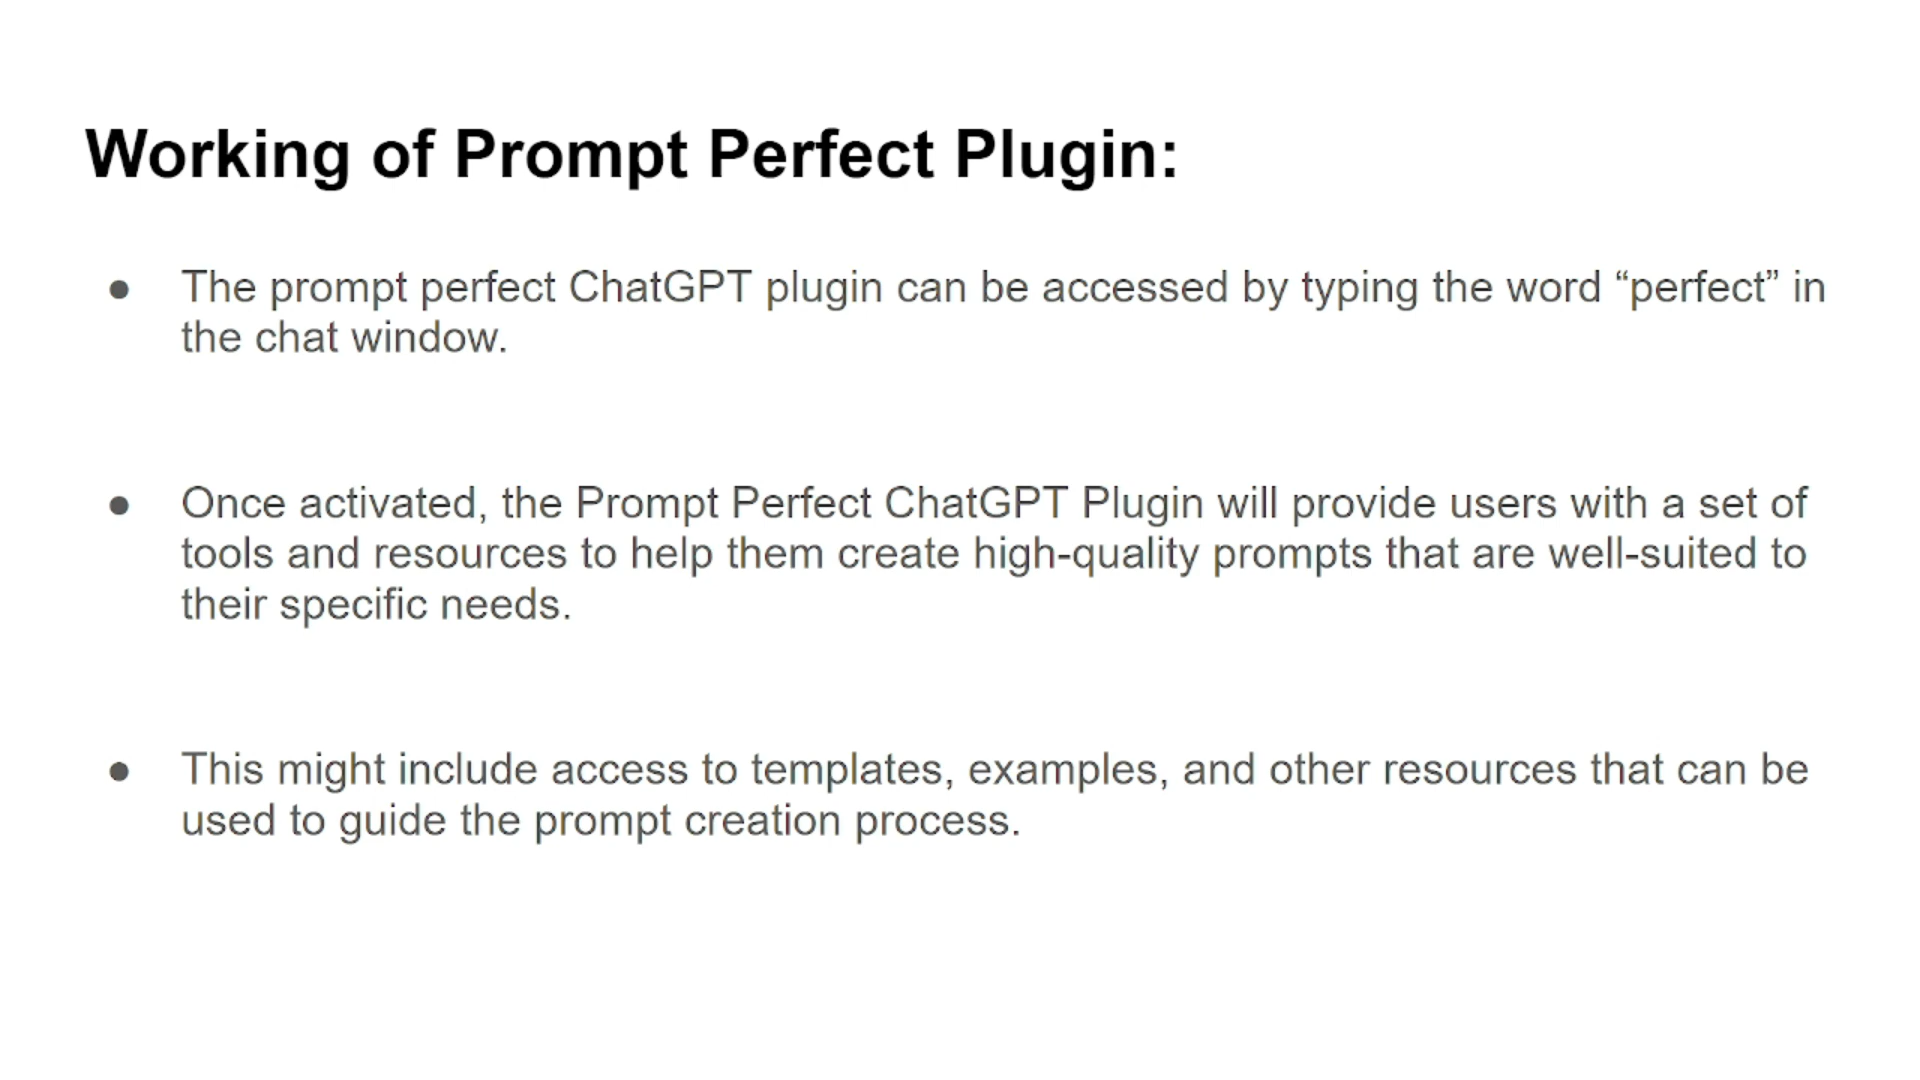 Working of Prompt Perfect Plugin:
● The prompt perfect ChatGPT plugin can be accessed by typing the word “perfect” in
the chat window.
● Once activated, the Prompt Perfect ChatGPT Plugin will provide users with a set of
tools and resources to help them create high-quality prompts that are well-suited to
their specific needs.
● This might include access to templates, examples, and other resources that can be
used to guide the prompt creation process.